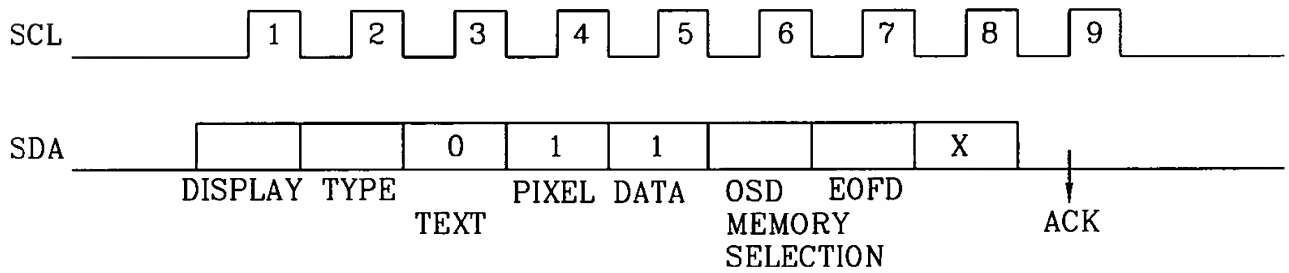 SCL 1 2 3 4 5 6 7 8 9
SDA 0 1 1 X
DISPLAY TYPE PIXEL DATA OSD EOFD
TEXT MEMORY ACK
SELECTION